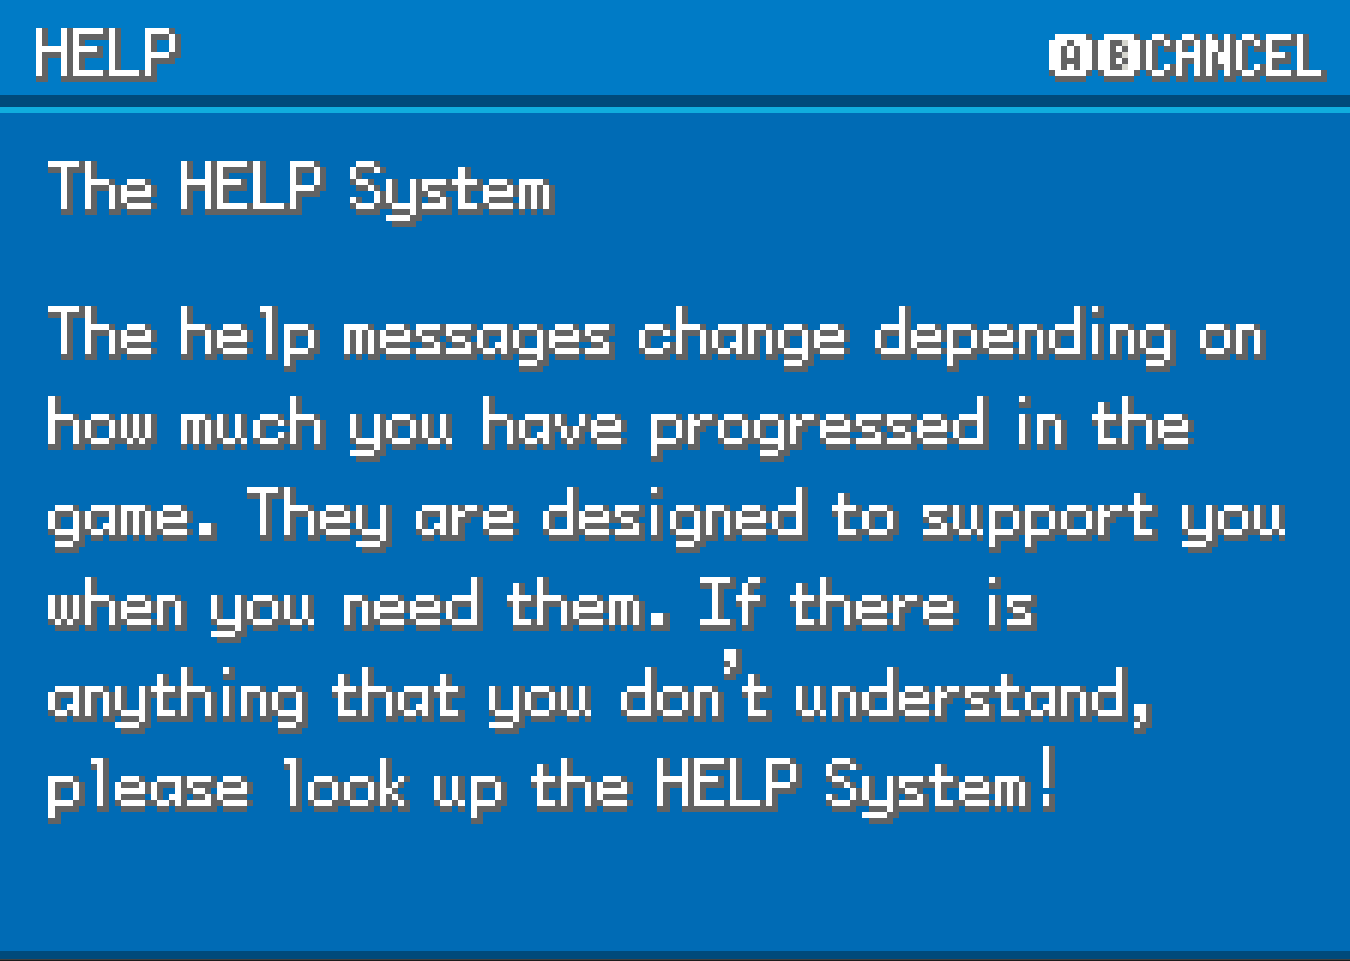 HELP
A B CANCEL
The HELP System
The help messages change depending on
how much you have progressed in the
game. They are designed to support you
when you need them. If there is
anything that you don't understand,
please look up the HELP System!